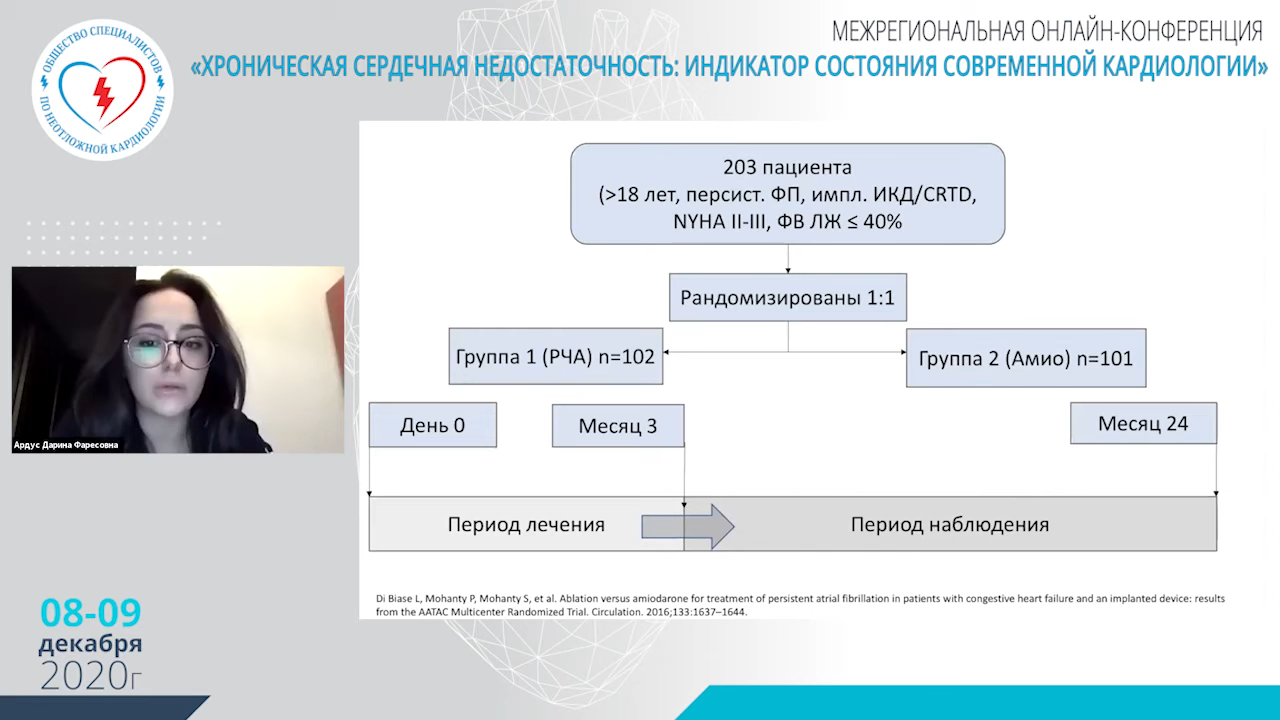 МЕЖРЕГИОНАЛЬНАЯ ОНЛАЙН-КОНФЕРЕНЦИЯ
«ХРОНИЧЕСКАЯ СЕРДЕЧНАЯ НЕДОСТАТОЧНОСТЬ: ИНДИКАТОР СОСТОЯНИЯ СОВРЕМЕННОЙ КАРДИОЛОГИИ»
ОБЩЕСТВО СПЕЦИАЛИСТОВ
ПО НЕОТЛОЖНОЙ КАРДИОЛОГИИ
203 пациента
(>18 лет, персист. ФП, импл. ИКД/CRTD,
NYHA II-III, ФВ ЛЖ ≤ 40%
Рандомизированы 1:1
Группа 1 (РЧА) n=102
Группа 2 (Амио) n=101
День 0
Месяц 3
Месяц 24
Период лечения
Период наблюдения
Ардус Дарина Фаресовна
Di Biase L, Mohanty P, Mohanty S, et al. Ablation versus amiodarone for treatment of persistent atrial fibrillation in patients with congestive heart failure and an implanted device: results
from the AATAC Multicenter Randomized Trial. Circulation. 2016;133:1637–1644.
08-09
декабря
2020г